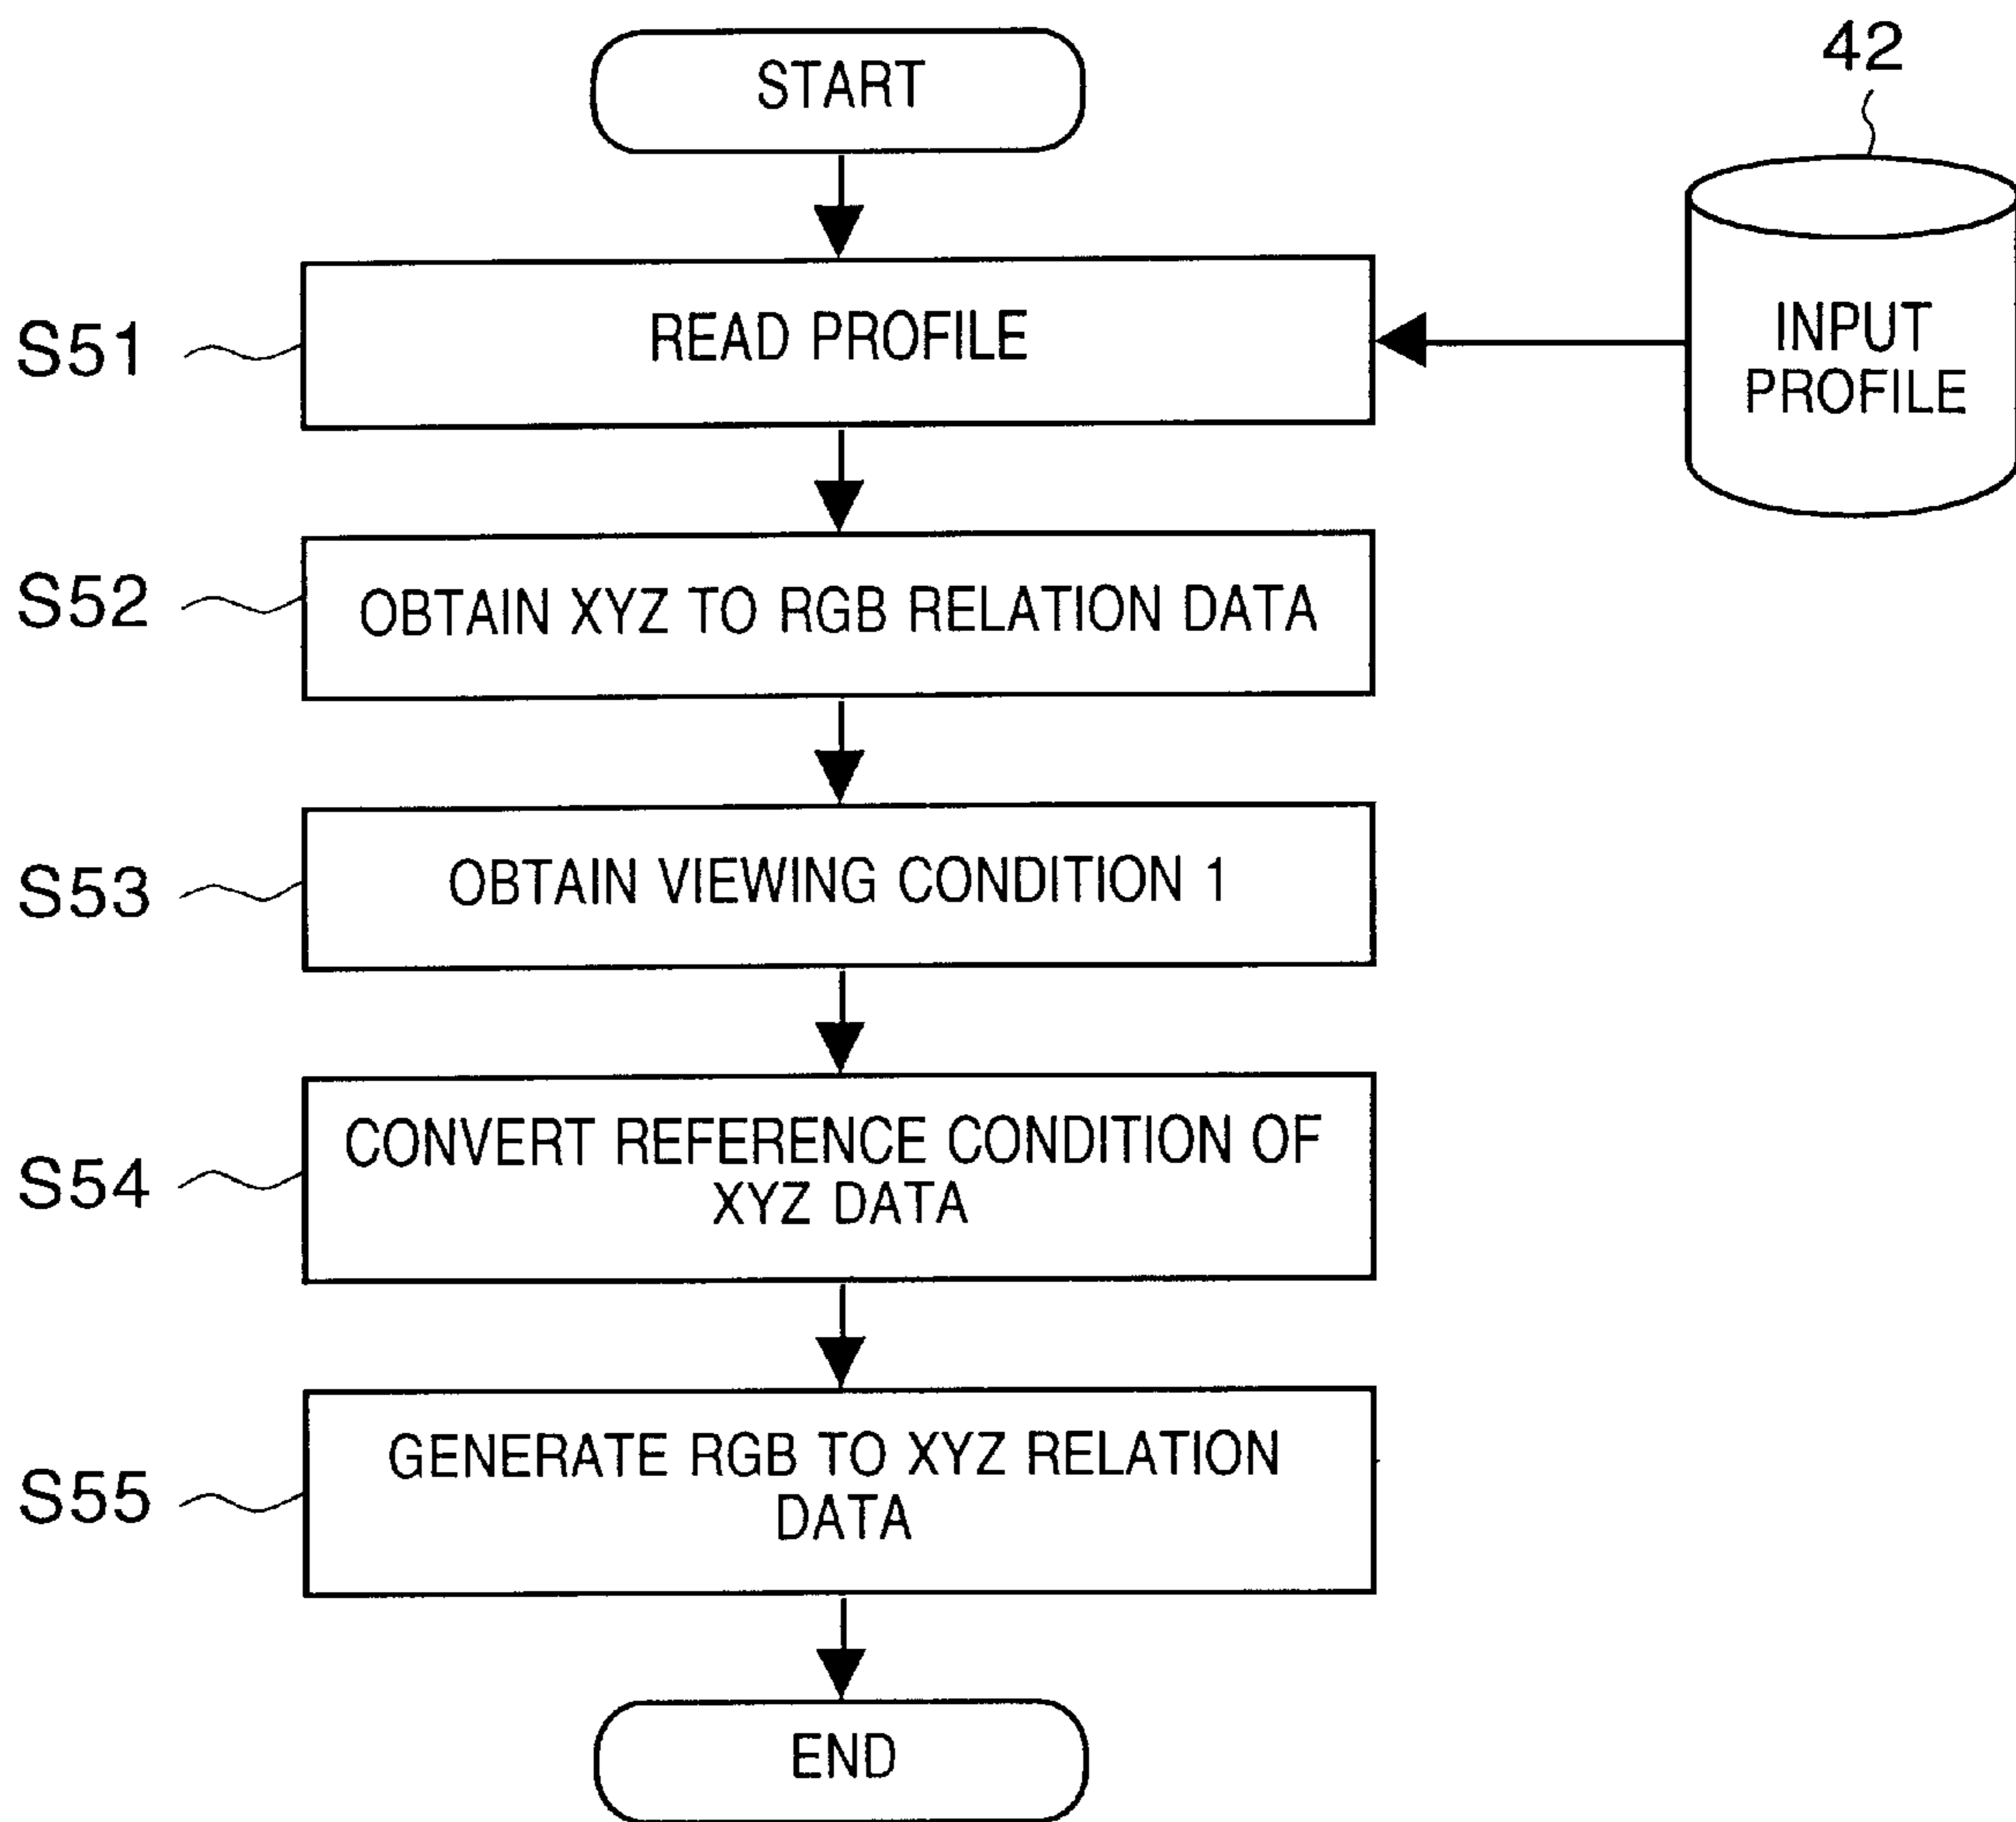 START
42
S51
READ PROFILE
INPUT
PROFILE
S52
OBTAIN XYZ TO RGB RELATION DATA
S53
OBTAIN VIEWING CONDITION 1
S54
CONVERT REFERENCE CONDITION OF
XYZ DATA
S55
GENERATE RGB TO XYZ RELATION
DATA
END